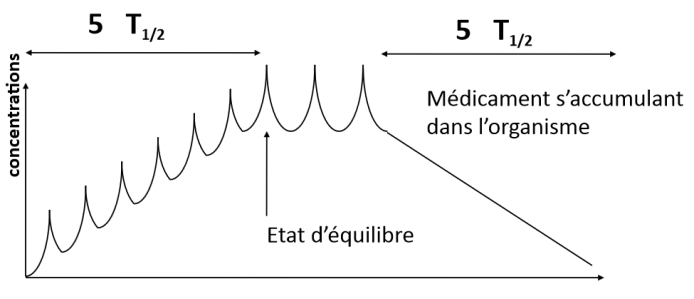 5 T1/2
5 T1/2
concentrations
Médicament s’accumulant
dans l’organisme
Etat d’équilibre